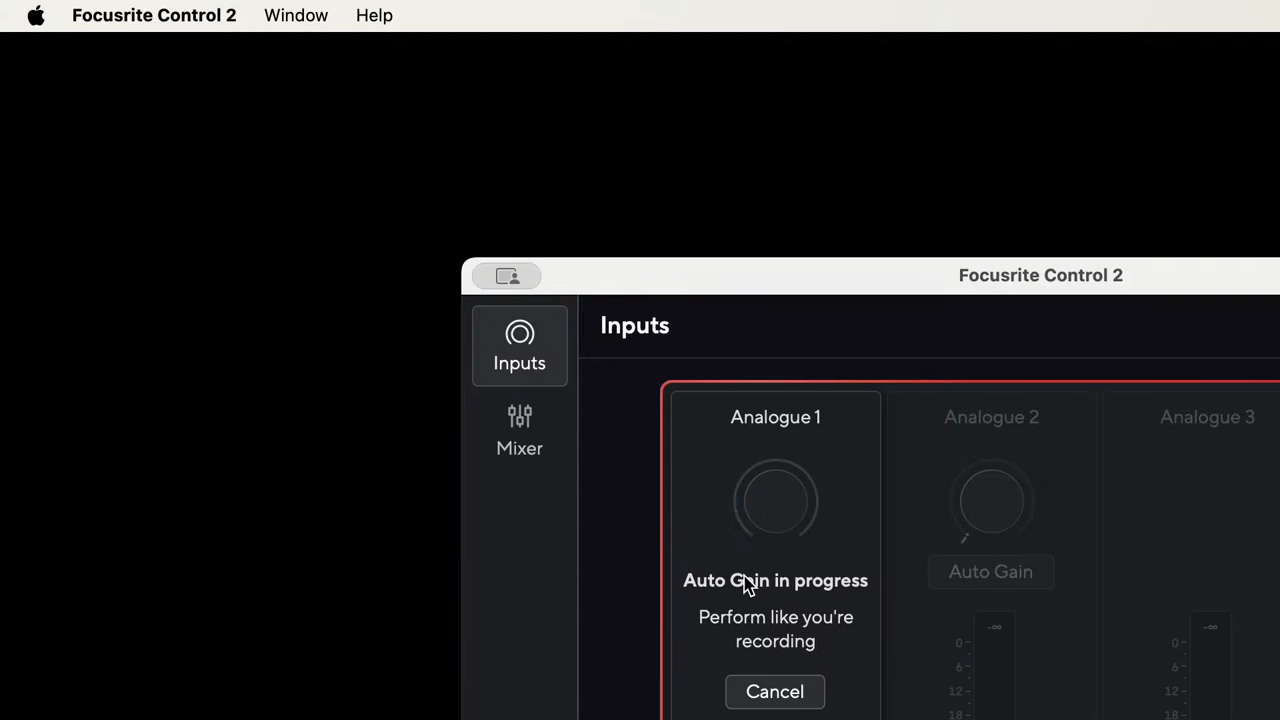 Focusrite Control 2 Window Help
Focusrite Control 2
Inputs
Inputs
Mixer
Analogue 1
Analogue 2
Analogue 3
Auto Gain in progress
Perform like you're
recording
Cancel
Auto Gain
-∞
0-
6-
12-
18-
-∞
0-
6-
12-
18-